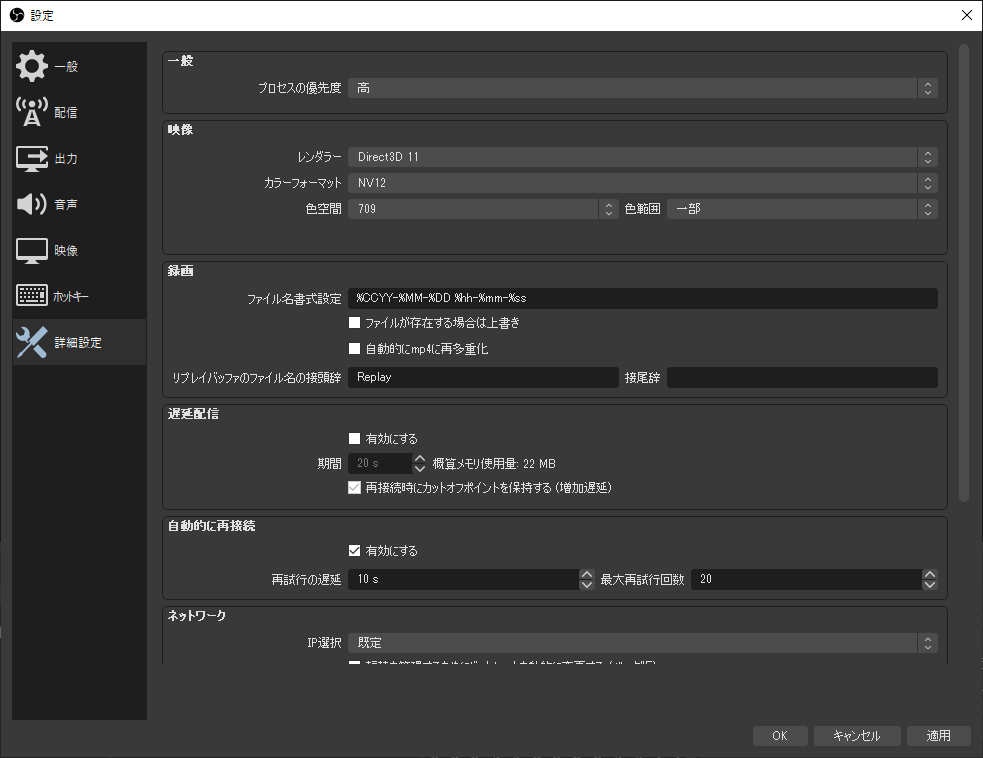 設定
一般
配信
出力
音声
映像
ホットキー
詳細設定
一般
プロセスの優先度 高
映像
レンダラー Direct3D 11
カラーフォーマット NV12
色空間 709 色範囲 一部
録画
ファイル名書式設定 %CCYY-%MM-%DD %hh-%mm-%ss
ファイルが存在する場合は上書き
自動的にmp4に再多重化
リプレイバッファのファイル名の接頭辞 Replay 接尾辞
遅延配信
有効にする
期間 20 s 概算メモリ使用量: 22 MB
再接続時にカットオフポイントを保持する (増加遅延)
自動的に再接続
有効にする
再試行の遅延 10 s 最大再試行回数 20
ネットワーク
IP選択 既定
OK キャンセル 適用